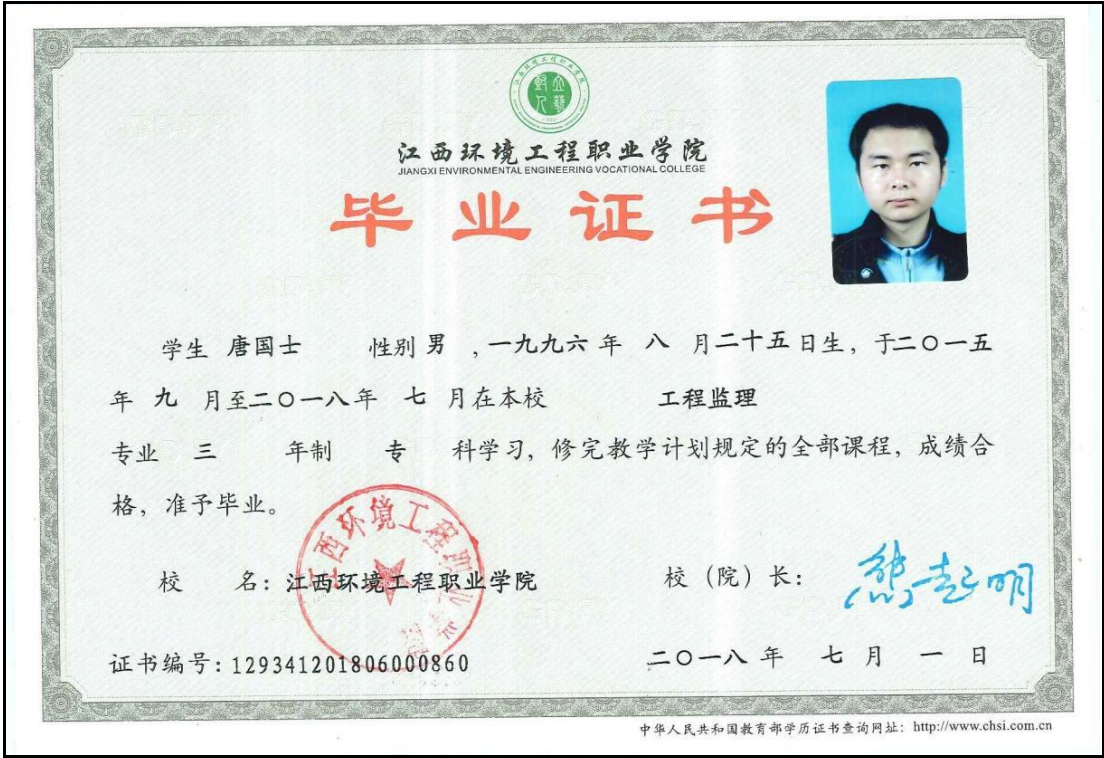 江西环境工程职业学院
JIANGXI ENVIRONMENTAL ENGINEERING VOCATIONAL COLLEGE
毕业证书
学生 唐国士 性别 男 ，一九九六 年 八 月 二十五 日生，于二〇一五
年 九 月至二〇一八年 七 月在本校 工程监理
专业 三 年制 专 科学习，修完教学计划规定的全部课程，成绩合
格，准予毕业。
校 名：江西环境工程职业学院 校（院）长：
证书编号：129341201806000860 二〇一八 年 七 月 一 日
中华人民共和国教育部学历证书查询网址：http://www.chsi.com.cn